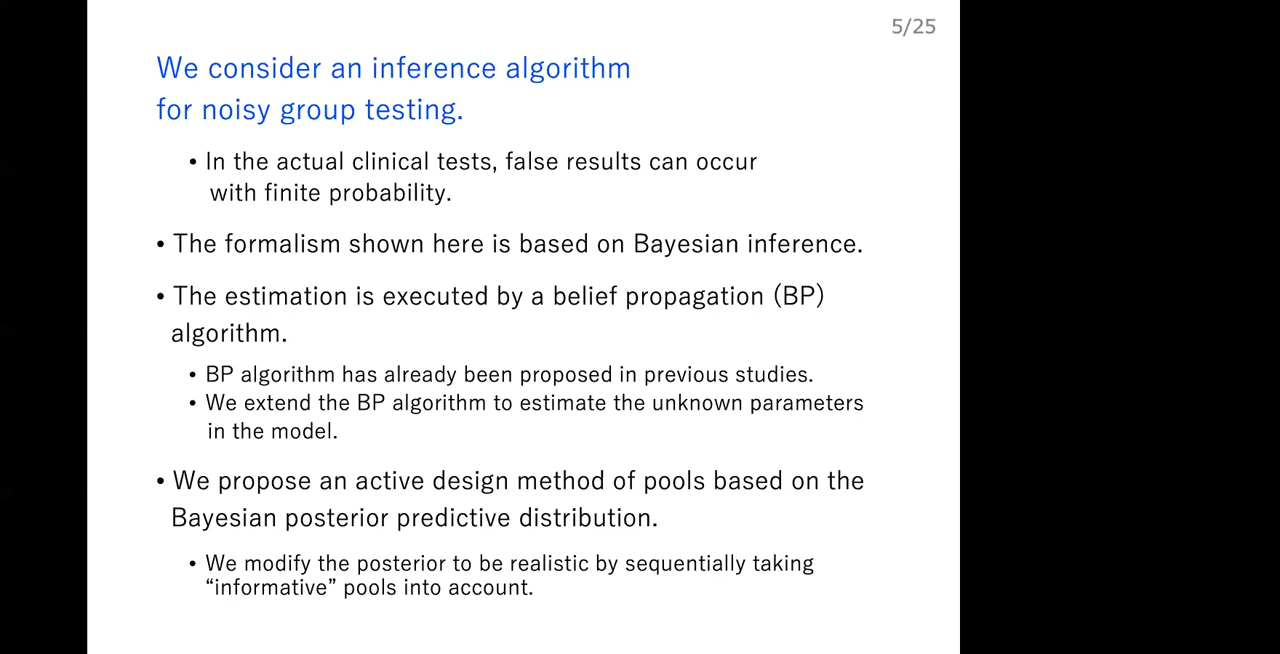 5/25
We consider an inference algorithm
for noisy group testing.
• In the actual clinical tests, false results can occur
with finite probability.
• The formalism shown here is based on Bayesian inference.
• The estimation is executed by a belief propagation (BP)
algorithm.
• BP algorithm has already been proposed in previous studies.
• We extend the BP algorithm to estimate the unknown parameters
in the model.
• We propose an active design method of pools based on the
Bayesian posterior predictive distribution.
• We modify the posterior to be realistic by sequentially taking
“informative” pools into account.